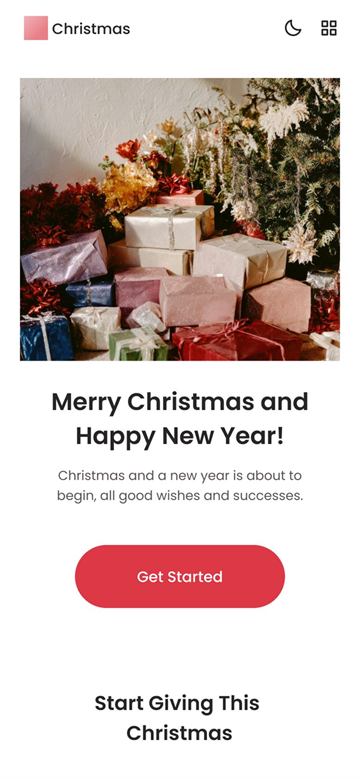 Christmas
Merry Christmas and
Happy New Year!
Christmas and a new year is about to
begin, all good wishes and successes.
Get Started
Start Giving This
Christmas